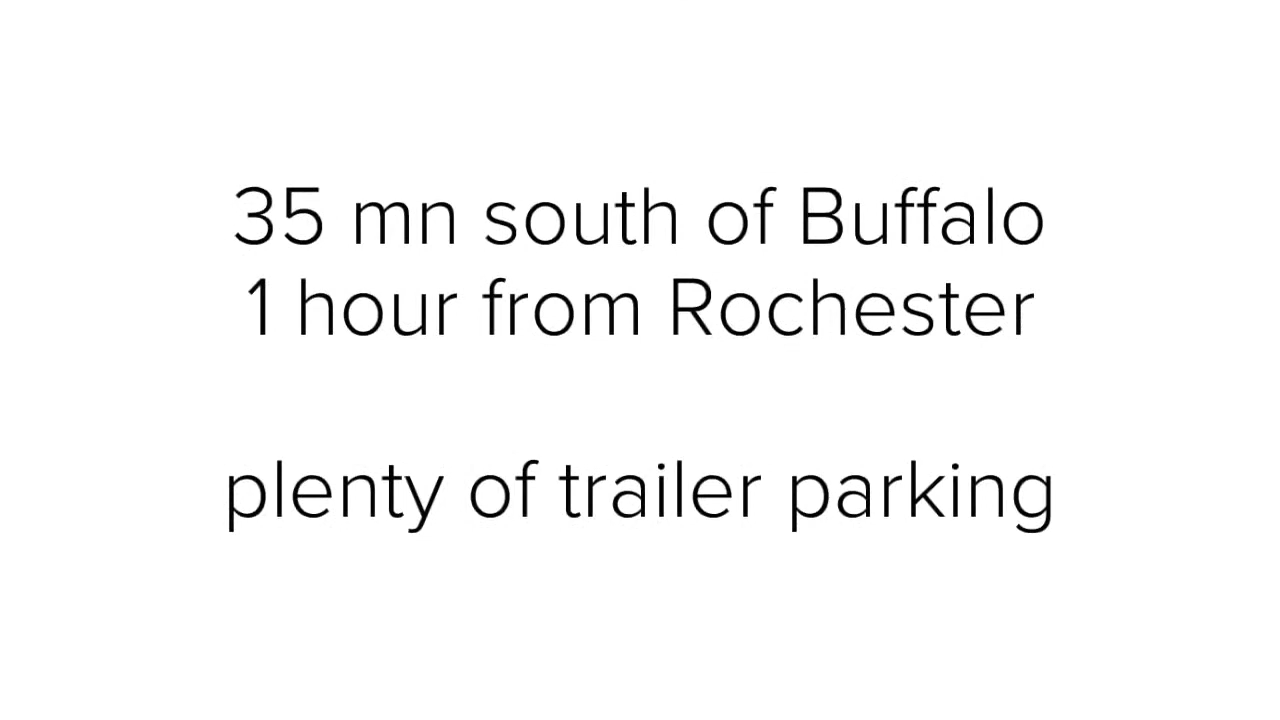 35 mn south of Buffalo
1 hour from Rochester
plenty of trailer parking